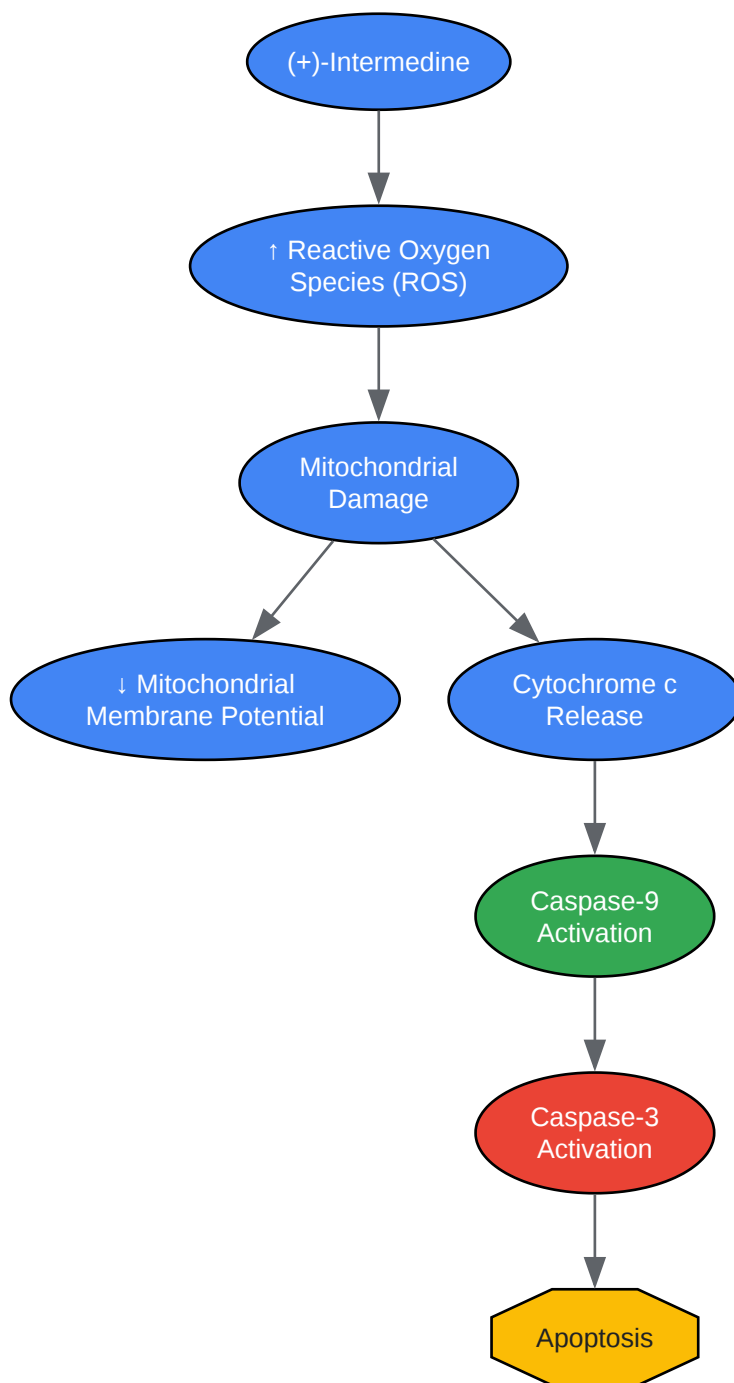 (+)-Intermedine
↑ Reactive Oxygen
Species (ROS)
Mitochondrial
Damage
↓ Mitochondrial
Membrane Potential
Cytochrome c
Release
Caspase-9
Activation
Caspase-3
Activation
Apoptosis